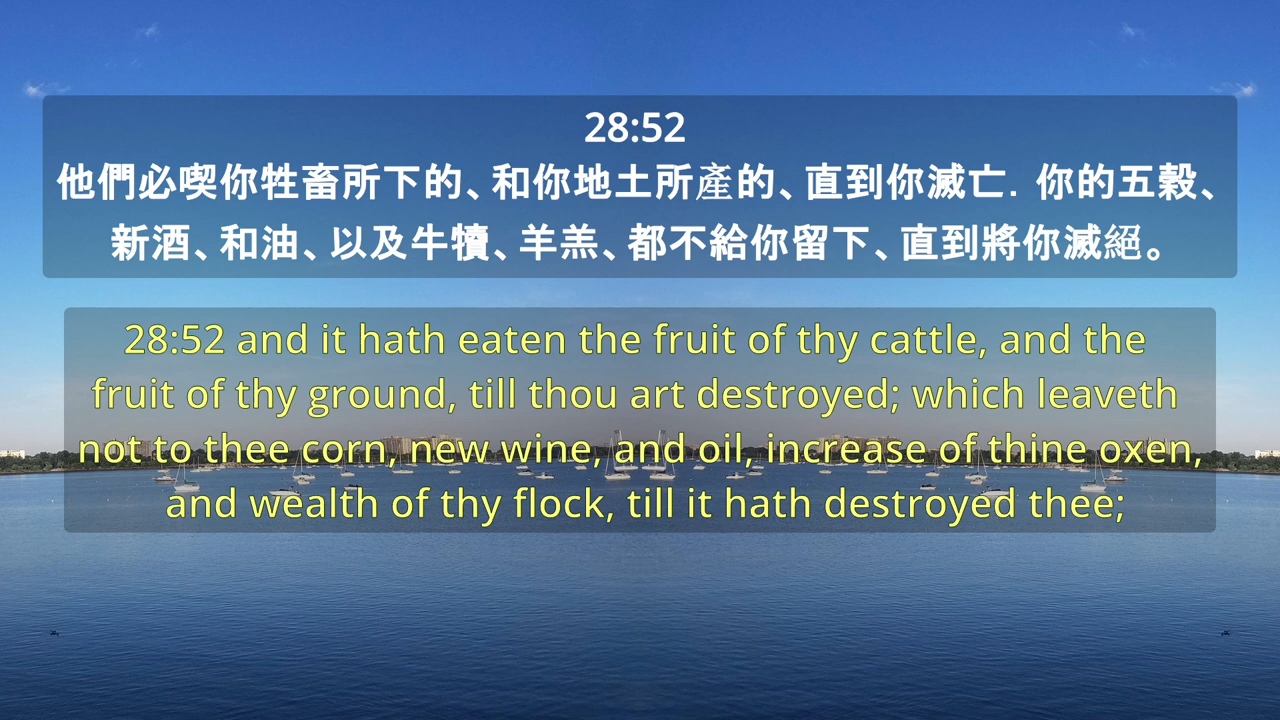 28:52
他們必喫你牲畜所下的、和你地土所產的、直到你滅亡．你的五穀、
新酒、和油、以及牛犢、羊羔、都不給你留下、直到將你滅絕。
28:52 and it hath eaten the fruit of thy cattle, and the
fruit of thy ground, till thou art destroyed; which leaveth
not to thee corn, new wine, and oil, increase of thine oxen,
and wealth of thy flock, till it hath destroyed thee;